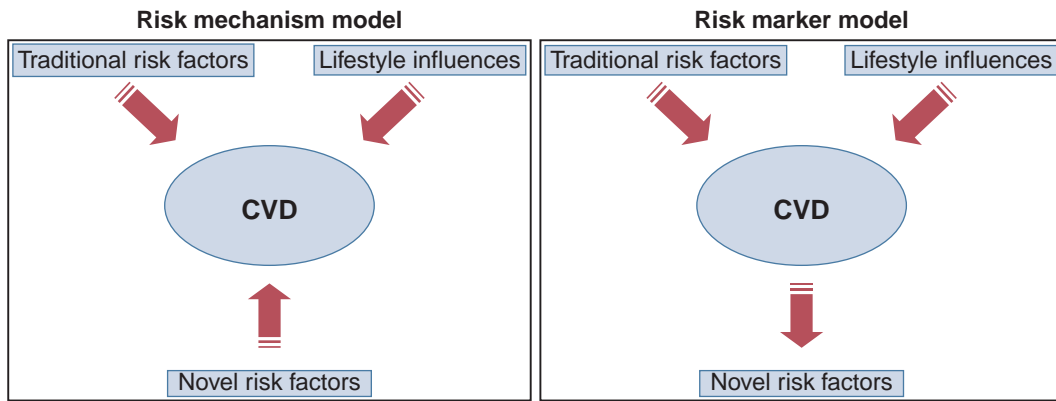 Risk mechanism model
Traditional risk factors
Lifestyle influences
CVD
Novel risk factors
Risk marker model
Traditional risk factors
Lifestyle influences
CVD
Novel risk factors